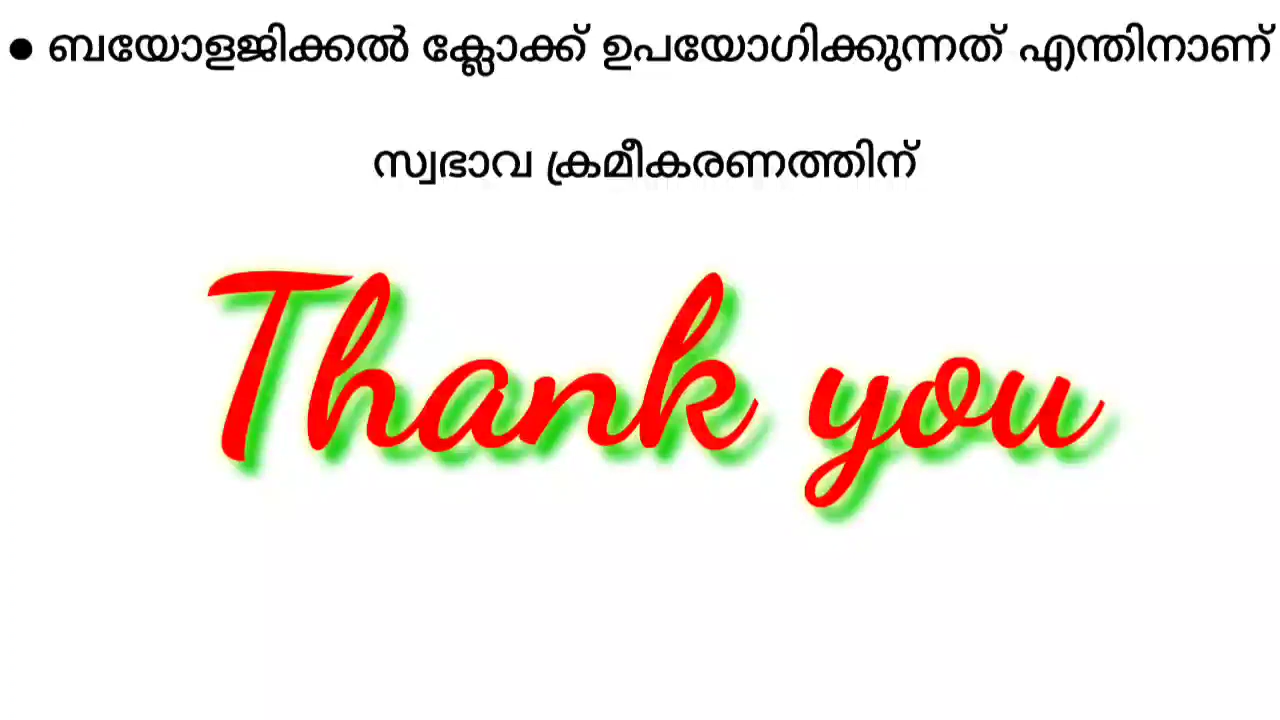 ● ബയോളജിക്കൽ ക്ലോക്ക് ഉപയോഗിക്കുന്നത് എന്തിനാണ്
സ്വഭാവ ക്രമീകരണത്തിന്
Thank you